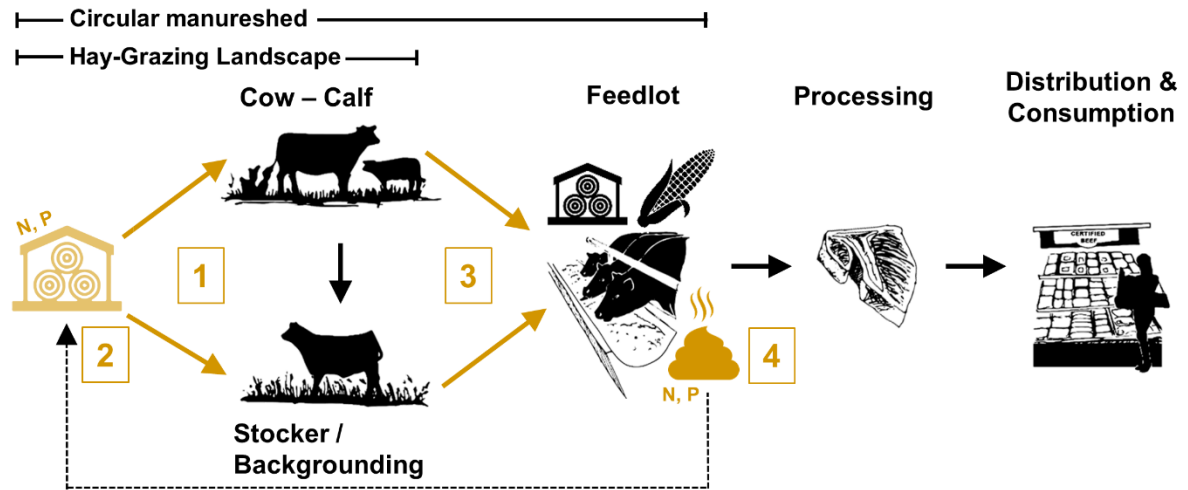 Circular manureshed
Hay-Grazing Landscape
Cow – Calf
Feedlot
Processing
Distribution &
Consumption
N, P
1
2
3
CERTIFIED
BEEF
4
N, P
Stocker /
Backgrounding